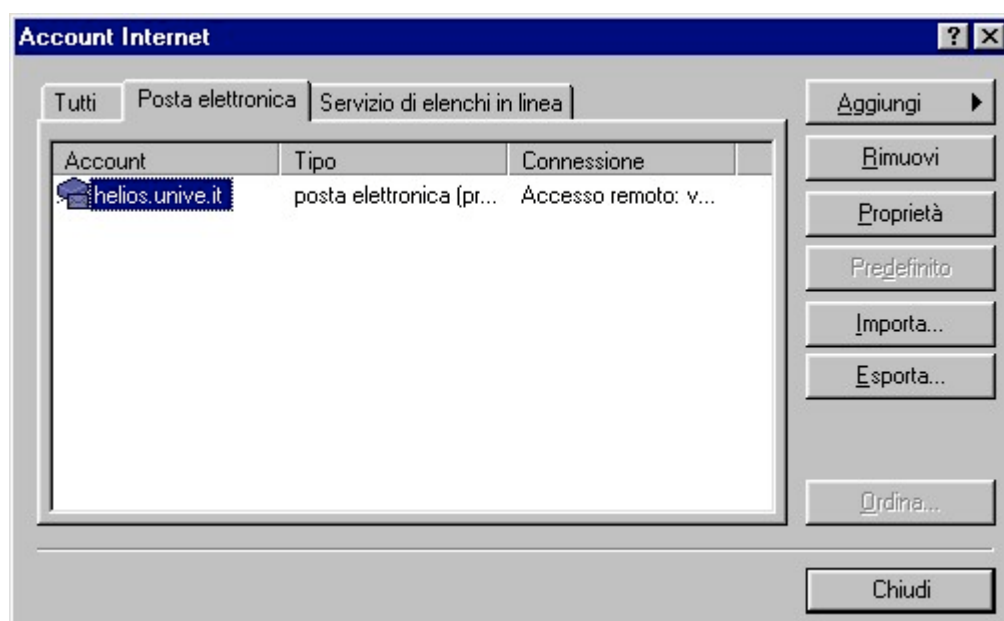 Account Internet
Tutti Posta elettronica Servizio di elenchi in linea
Account Tipo Connessione
helios.unive.it posta elettronica (pr... Accesso remoto: v...
Aggiungi
Rimuovi
Proprietà
Predefinito
Importa...
Esporta...
Ordina...
Chiudi